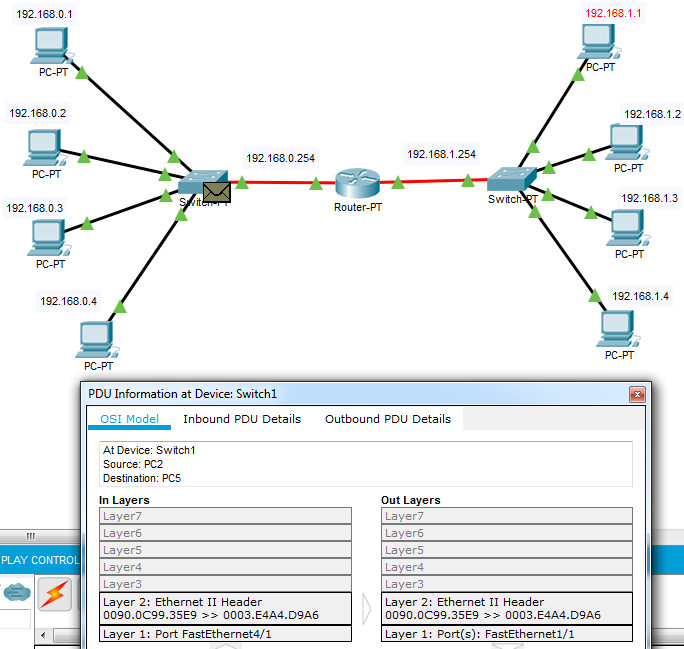 192.168.0.1
PC-PT
192.168.0.2
PC-PT
192.168.0.3
PC-PT
192.168.0.4
PC-PT
Switch-PT
192.168.0.254
Router-PT
192.168.1.254
Switch-PT
192.168.1.1
PC-PT
192.168.1.2
PC-PT
192.168.1.3
PC-PT
192.168.1.4
PC-PT
PDU Information at Device: Switch1
OSI Model Inbound PDU Details Outbound PDU Details
At Device: Switch1
Source: PC2
Destination: PC5
In Layers
Layer7
Layer6
Layer5
Layer4
Layer3
Layer 2: Ethernet II Header
0090.0C99.35E9 >> 0003.E4A4.D9A6
Layer 1: Port FastEthernet4/1
Out Layers
Layer7
Layer6
Layer5
Layer4
Layer3
Layer 2: Ethernet II Header
0090.0C99.35E9 >> 0003.E4A4.D9A6
Layer 1: Port(s): FastEthernet1/1
PLAY CONTROL